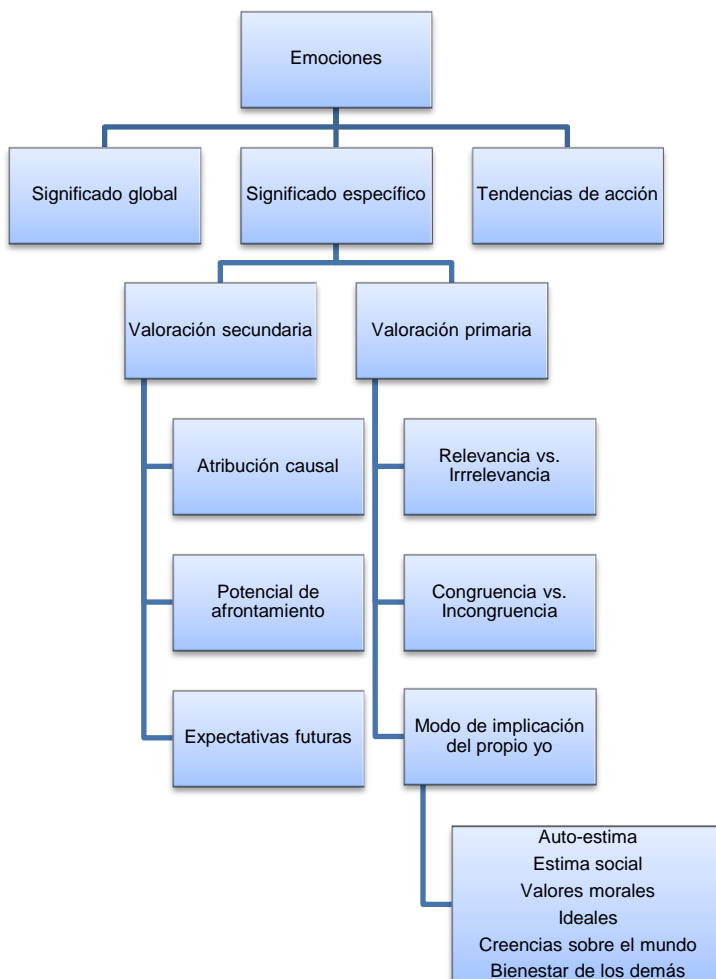 Emociones
Significado global
Significado específico
Tendencias de acción
Valoración secundaria
Valoración primaria
Atribución causal
Relevancia vs.
Irrrelevancia
Potencial de
afrontamiento
Congruencia vs.
Incongruencia
Expectativas futuras
Modo de implicación
del propio yo
Auto-estima
Estima social
Valores morales
Ideales
Creencias sobre el mundo
Bienestar de los demás